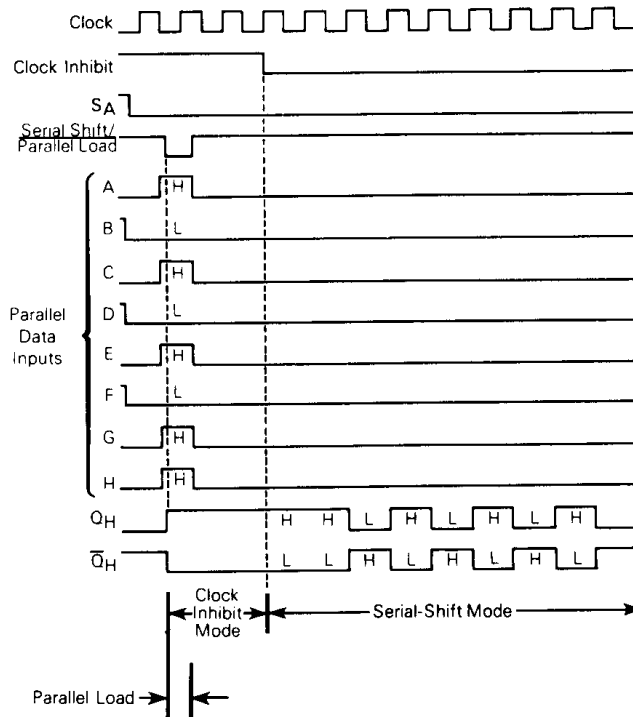 Clock
Clock Inhibit
SA
Serial Shift/
Parallel Load
Parallel
Data
Inputs
A H
B L
C H
D L
E H
F L
G H
H H
QH H H L H L H L H
Q̅H L L H L H L H L
Clock
Inhibit
Mode
Serial-Shift Mode
Parallel Load